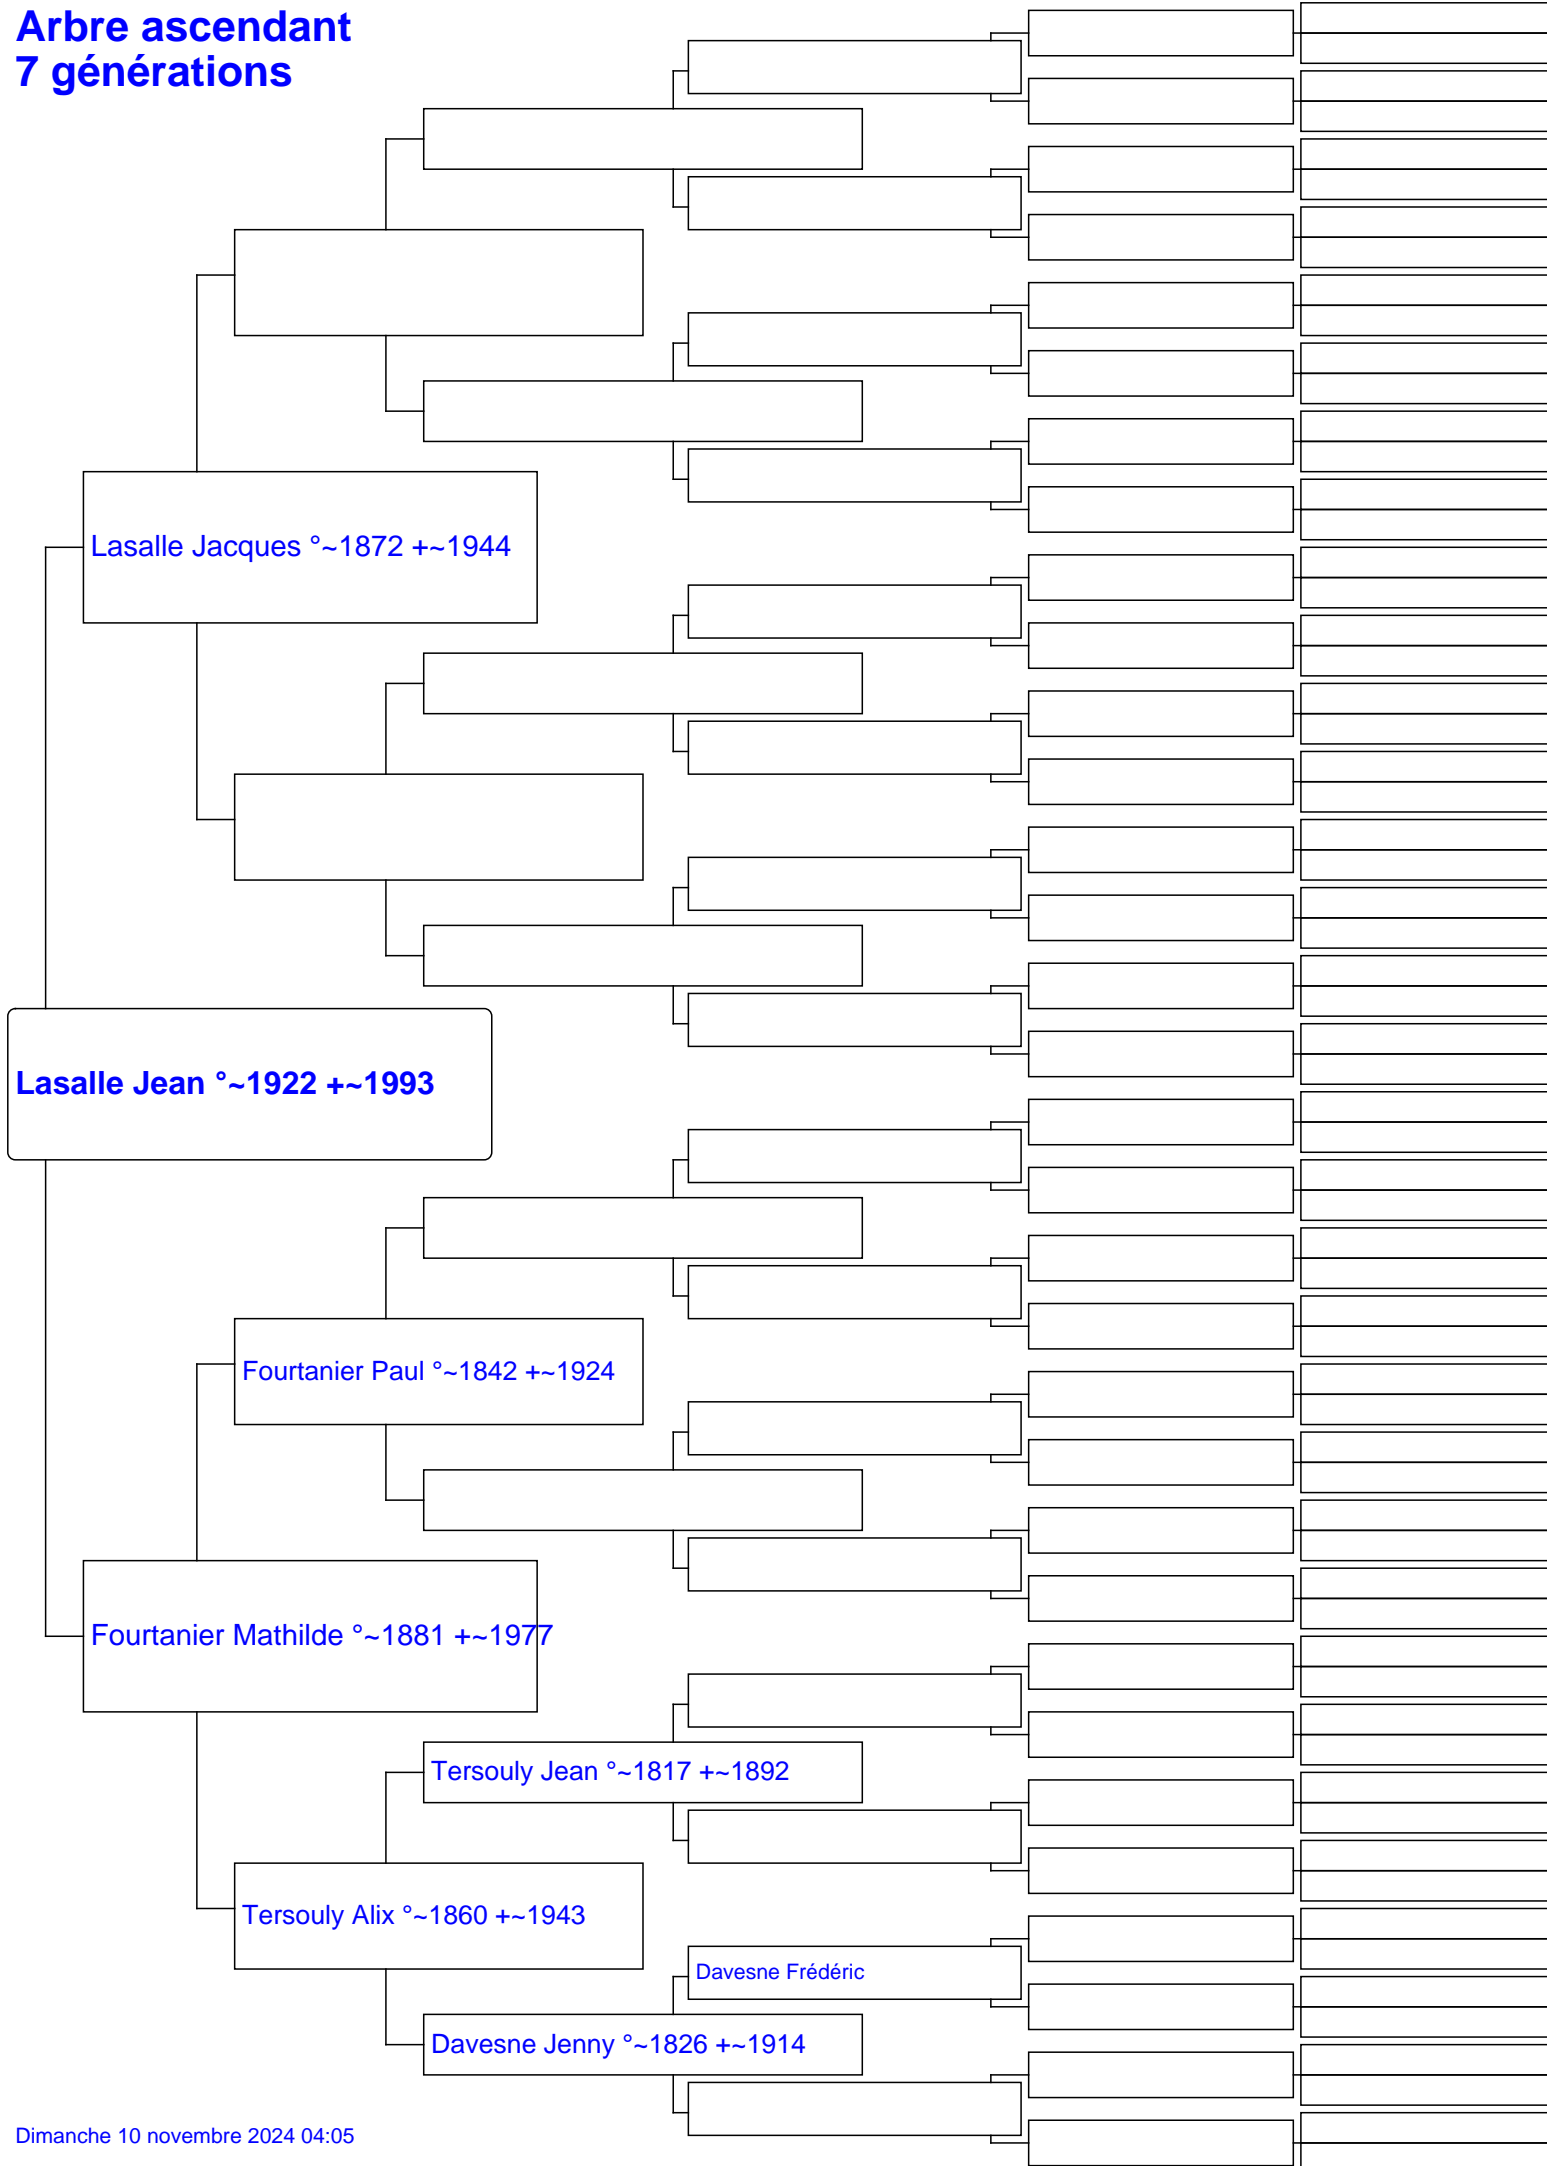 Arbre ascendant
7 générations
Lasalle Jacques °~1872 +~1944
Lasalle Jean °~1922 +~1993
Fourtanier Paul °~1842 +~1924
Fourtanier Mathilde °~1881 +~1977
Tersouly Jean °~1817 +~1892
Tersouly Alix °~1860 +~1943
Davesne Frédéric
Davesne Jenny °~1826 +~1914
Dimanche 10 novembre 2024 04:05